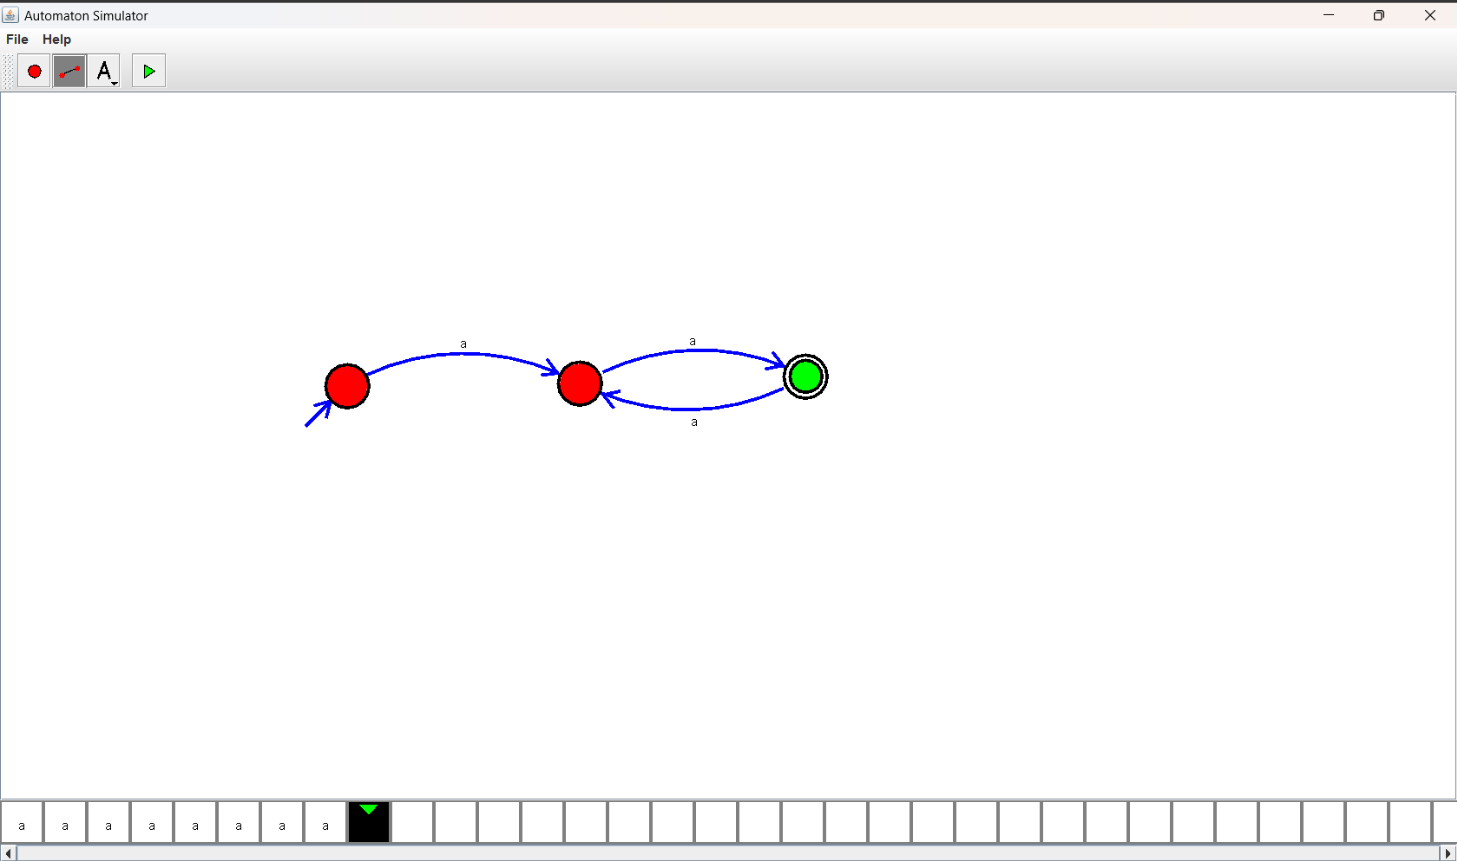 Automaton Simulator
File Help
A
a a
a
a a a a a a a a